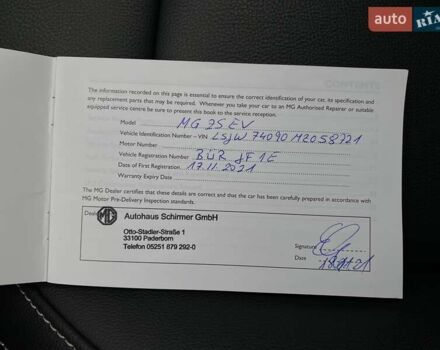 auto RIA
CONTENTS
The information recorded on this page is essential to ensure the correct identification of your car, its specification and
any replacement parts that may be required. Whenever you take your car to an MG Authorised Repairer or suitably
equipped service centre be sure to present this book to the service reception.
Model MG ZS EV
Vehicle Identification Number - VIN LSJW74090M2058721
Motor Number
Vehicle Registration Number BÜR JF1E
Date of First Registration 17.11.2021
Warranty Expiry Date
The MG Dealer certifies that these details are correct and that the car has been carefully prepared in accordance with
MG Motor Pre-Delivery Inspection standards.
MG Autohaus Schirmer GmbH
Otto-Stadler-Straße 1
33100 Paderborn
Telefon 05251 879 292-0
Signature
Date